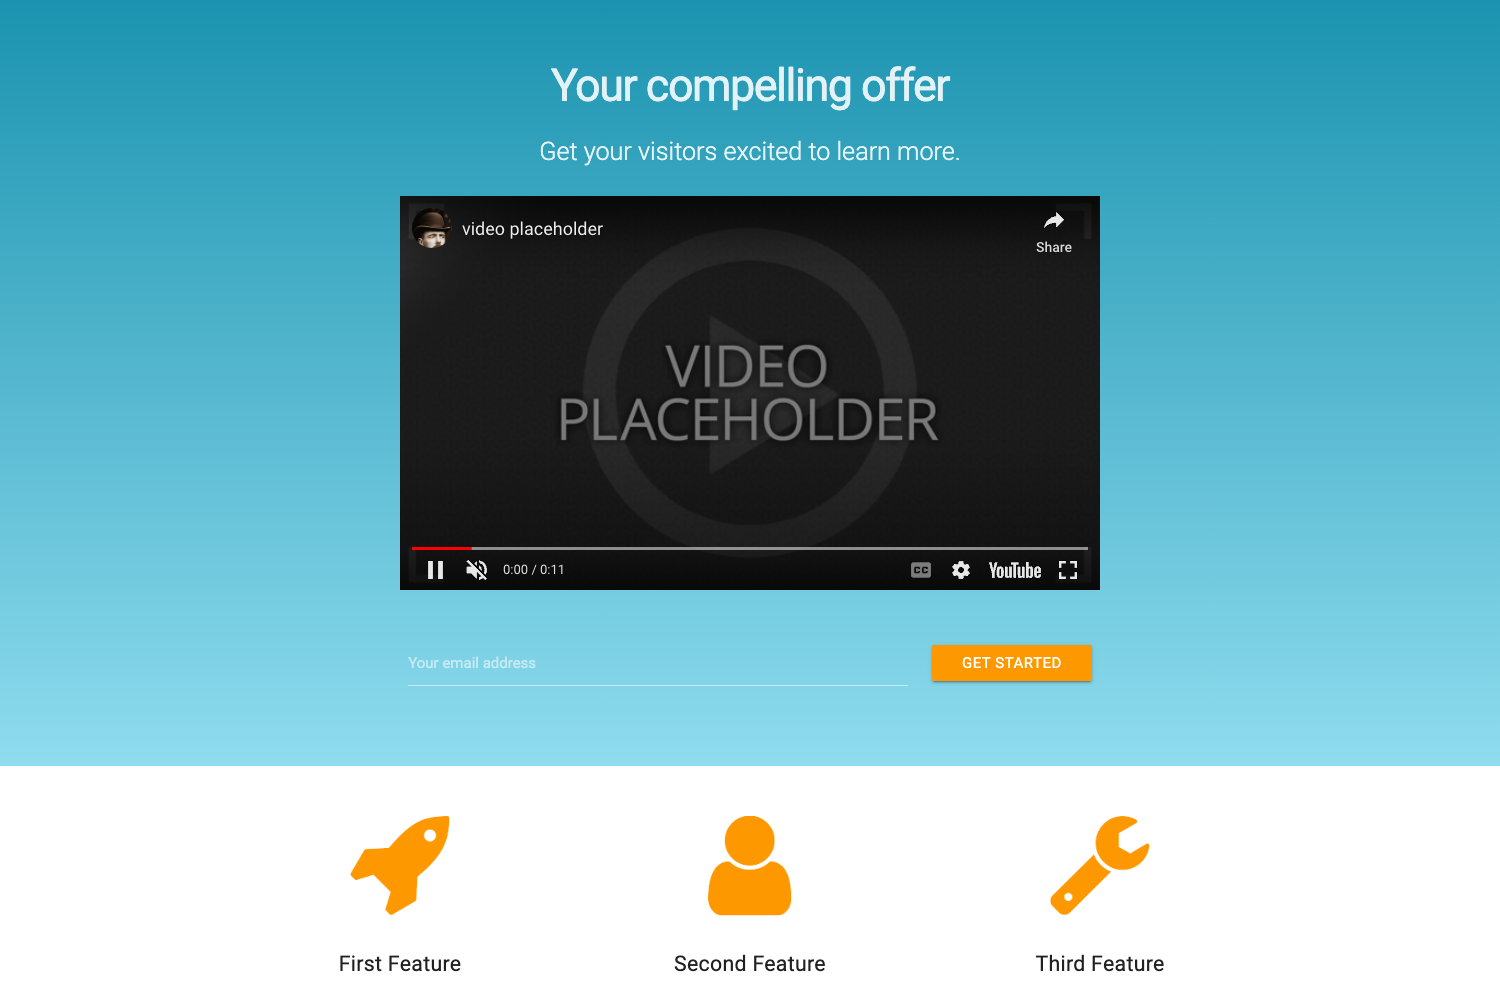 Your compelling offer
Get your visitors excited to learn more.
video placeholder
Share
VIDEO
PLACEHOLDER
0:00 / 0:11
CC
YouTube
Your email address
GET STARTED
First Feature
Second Feature
Third Feature